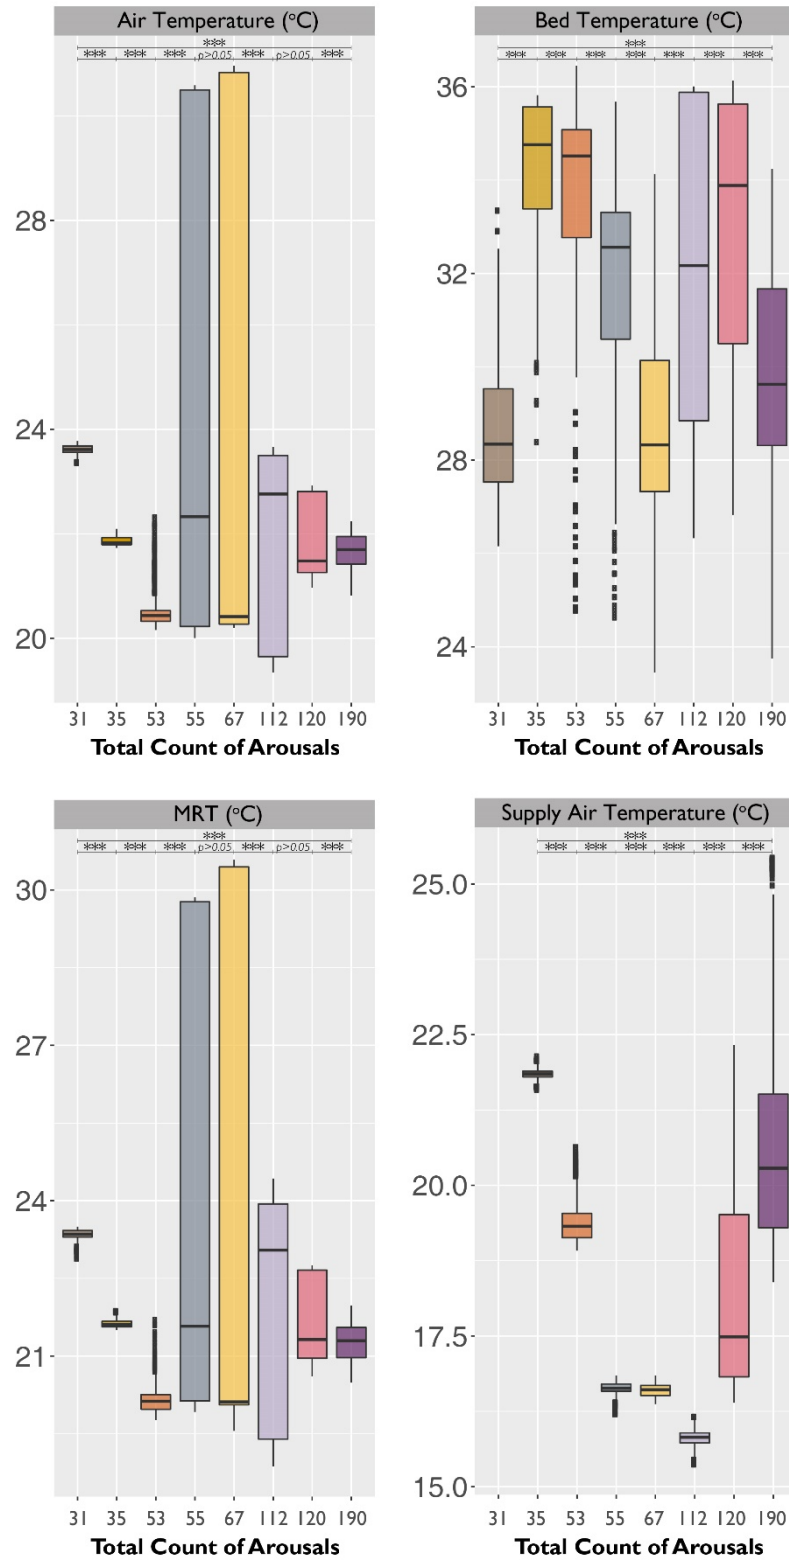 Air Temperature (°C)
***
*** *** *** p>0.05 *** p>0.05 ***
28
24
20
31 35 53 55 67 112 120 190
Total Count of Arousals
Bed Temperature (°C)
***
*** *** *** *** *** *** ***
36
32
28
24
31 35 53 55 67 112 120 190
Total Count of Arousals
MRT (°C)
***
*** *** *** p>0.05 *** p>0.05 ***
30
27
24
21
31 35 53 55 67 112 120 190
Total Count of Arousals
Supply Air Temperature (°C)
***
*** *** *** *** *** ***
25.0
22.5
20.0
17.5
15.0
31 35 53 55 67 112 120 190
Total Count of Arousals